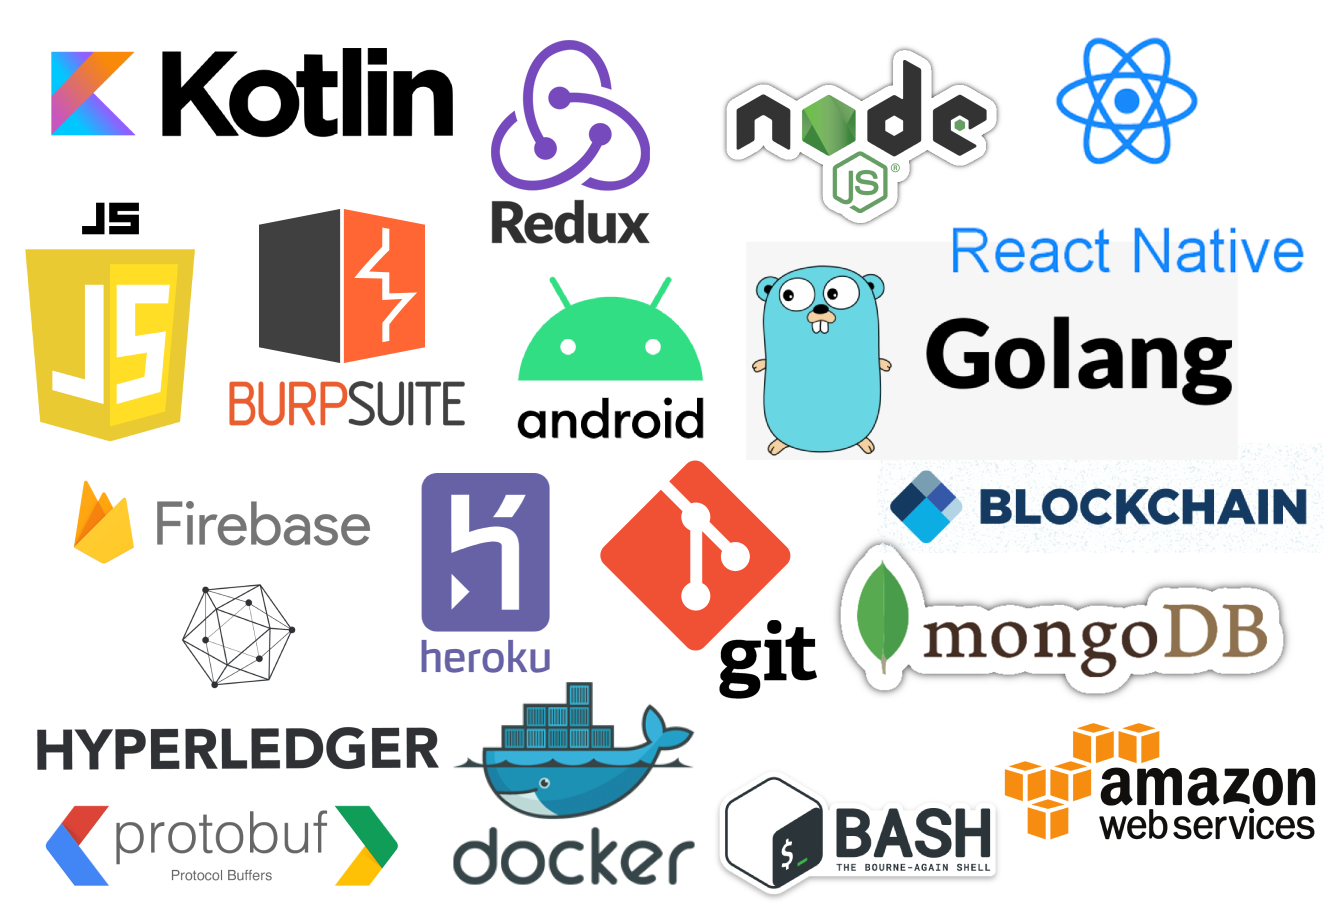 Kotlin
Redux
node
JS®
React Native
JS
JS
BURPSUITE
android
Golang
Firebase
heroku
git
BLOCKCHAIN
mongoDB
HYPERLEDGER
docker
protobuf
Protocol Buffers
$_
BASH
THE BOURNE-AGAIN SHELL
amazon
web services